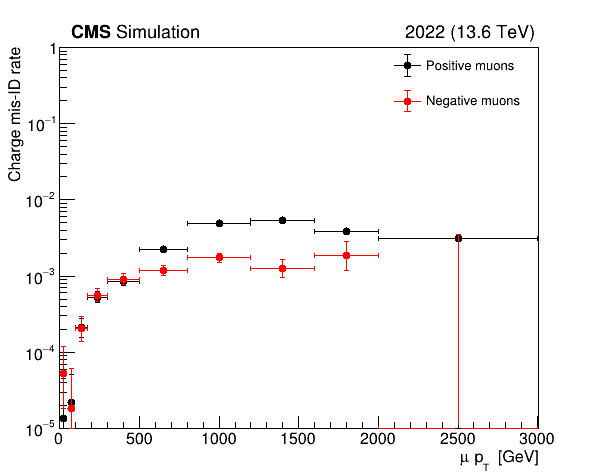 CMS Simulation 2022 (13.6 TeV)
Charge mis-ID rate
Positive muons
Negative muons
1
10⁻¹
10⁻²
10⁻³
10⁻⁴
10⁻⁵
0 500 1000 1500 2000 2500 3000
μ p_T [GeV]